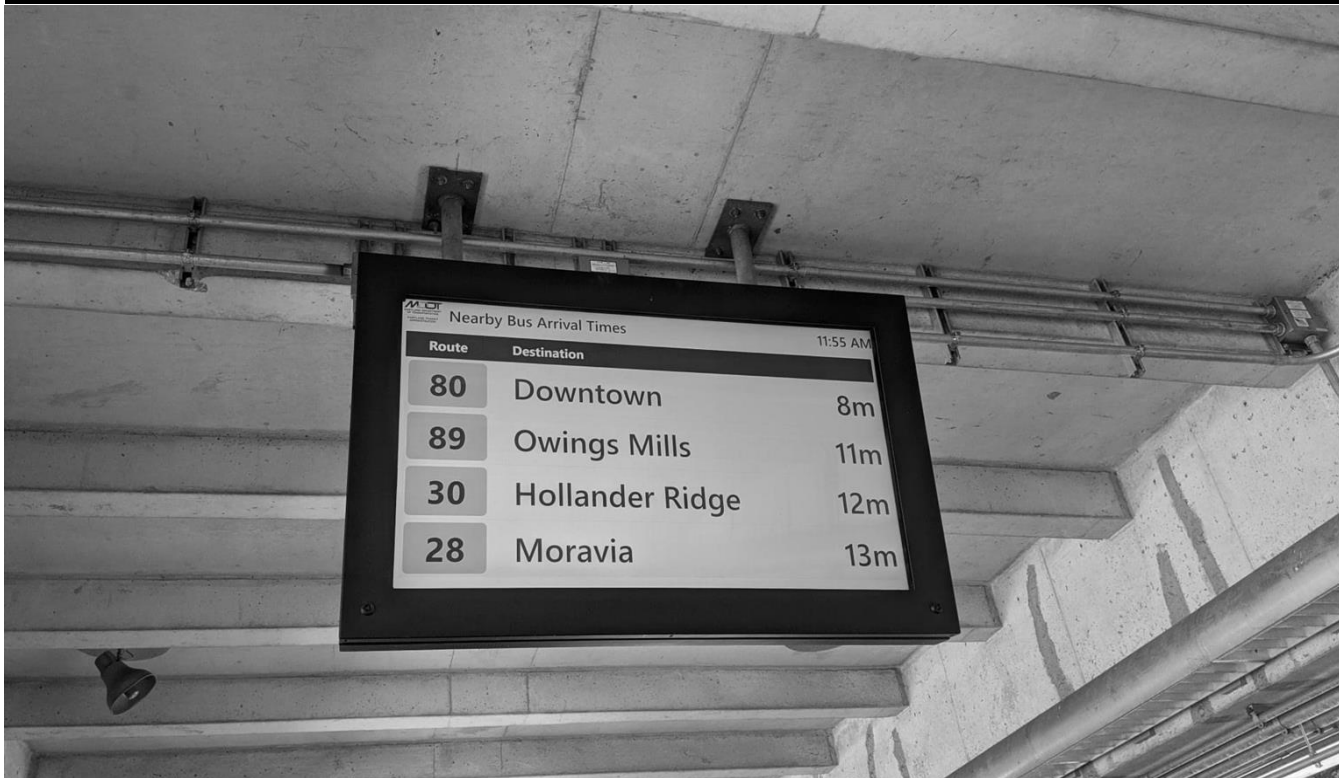 MDOT
Nearby Bus Arrival Times 11:55 AM
Route Destination
80 Downtown 8m
89 Owings Mills 11m
30 Hollander Ridge 12m
28 Moravia 13m